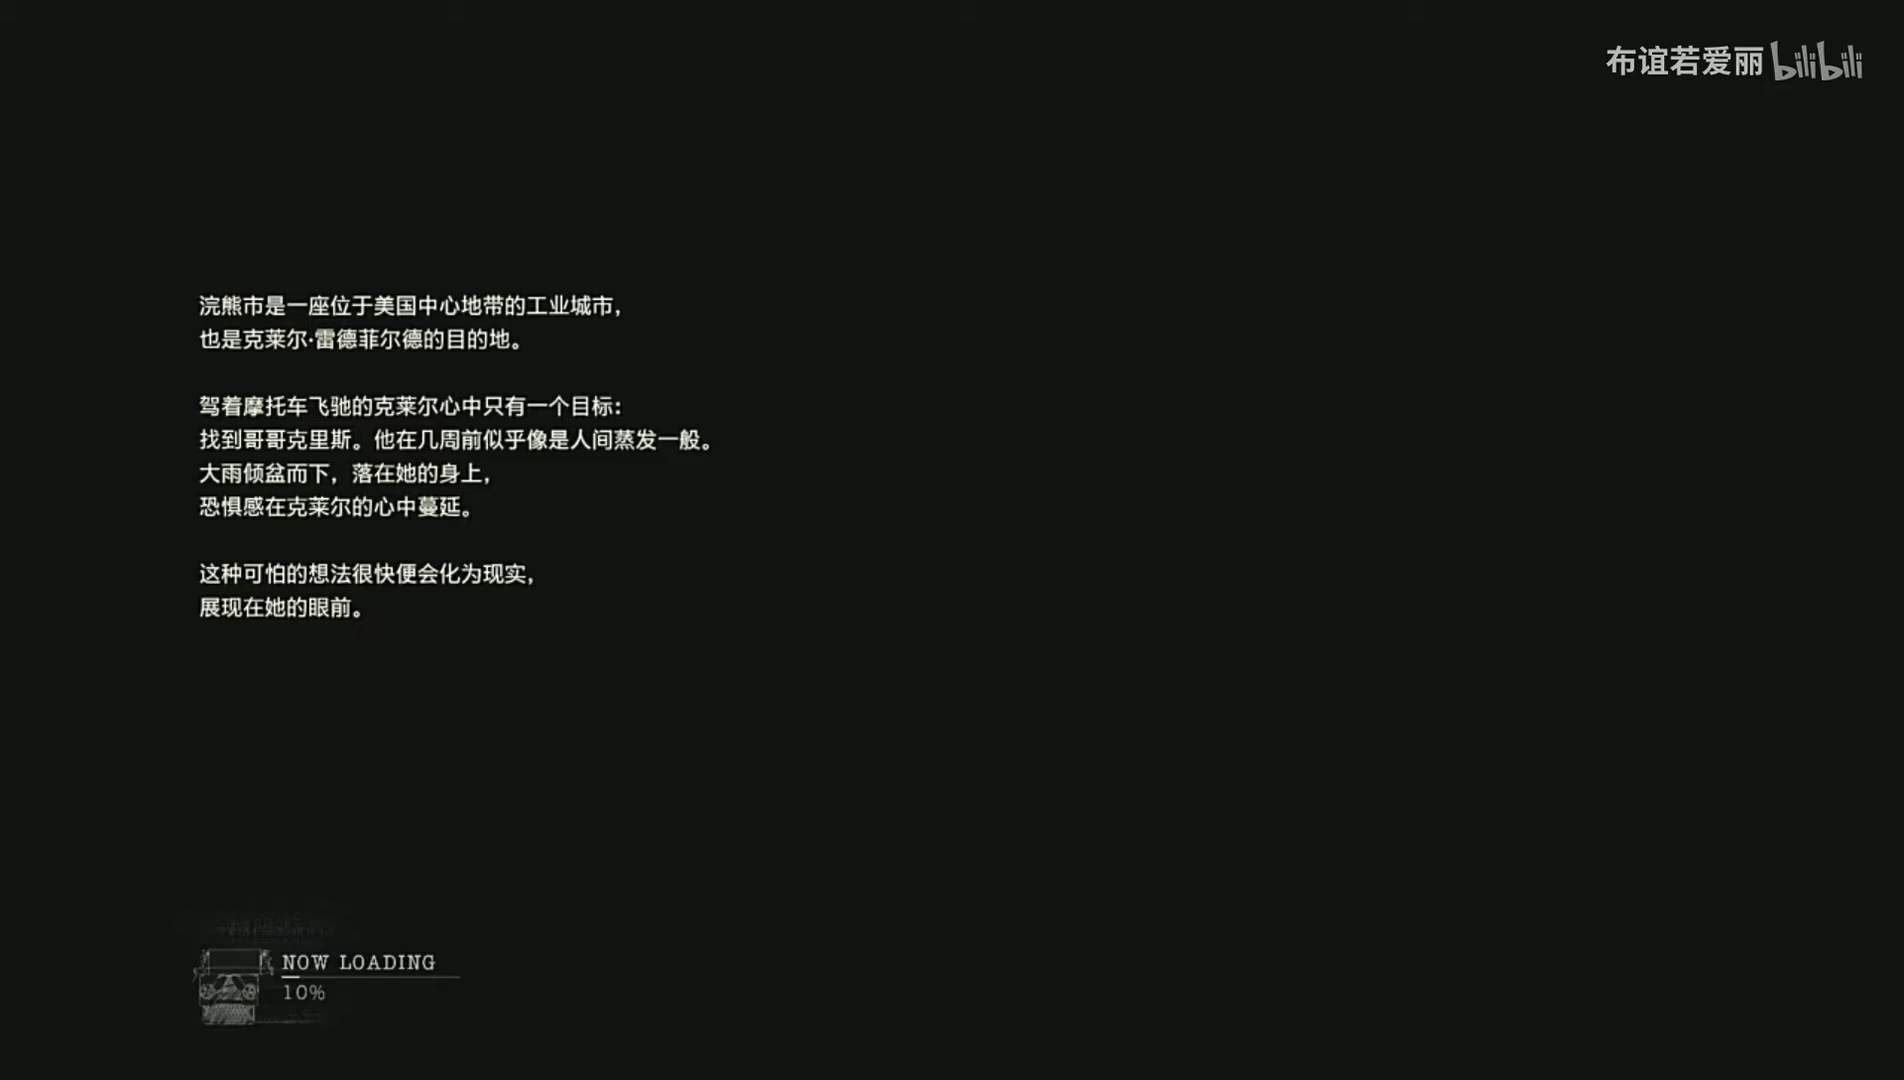 布谊若爱丽 bilibili
浣熊市是一座位于美国中心地带的工业城市，
也是克莱尔·雷德菲尔德的目的地。
驾着摩托车飞驰的克莱尔心中只有一个目标：
找到哥哥克里斯。他在几周前似乎像是人间蒸发一般。
大雨倾盆而下，落在她的身上，
恐惧感在克莱尔的心中蔓延。
这种可怕的想法很快便会化为现实，
展现在她的眼前。
NOW LOADING
10%